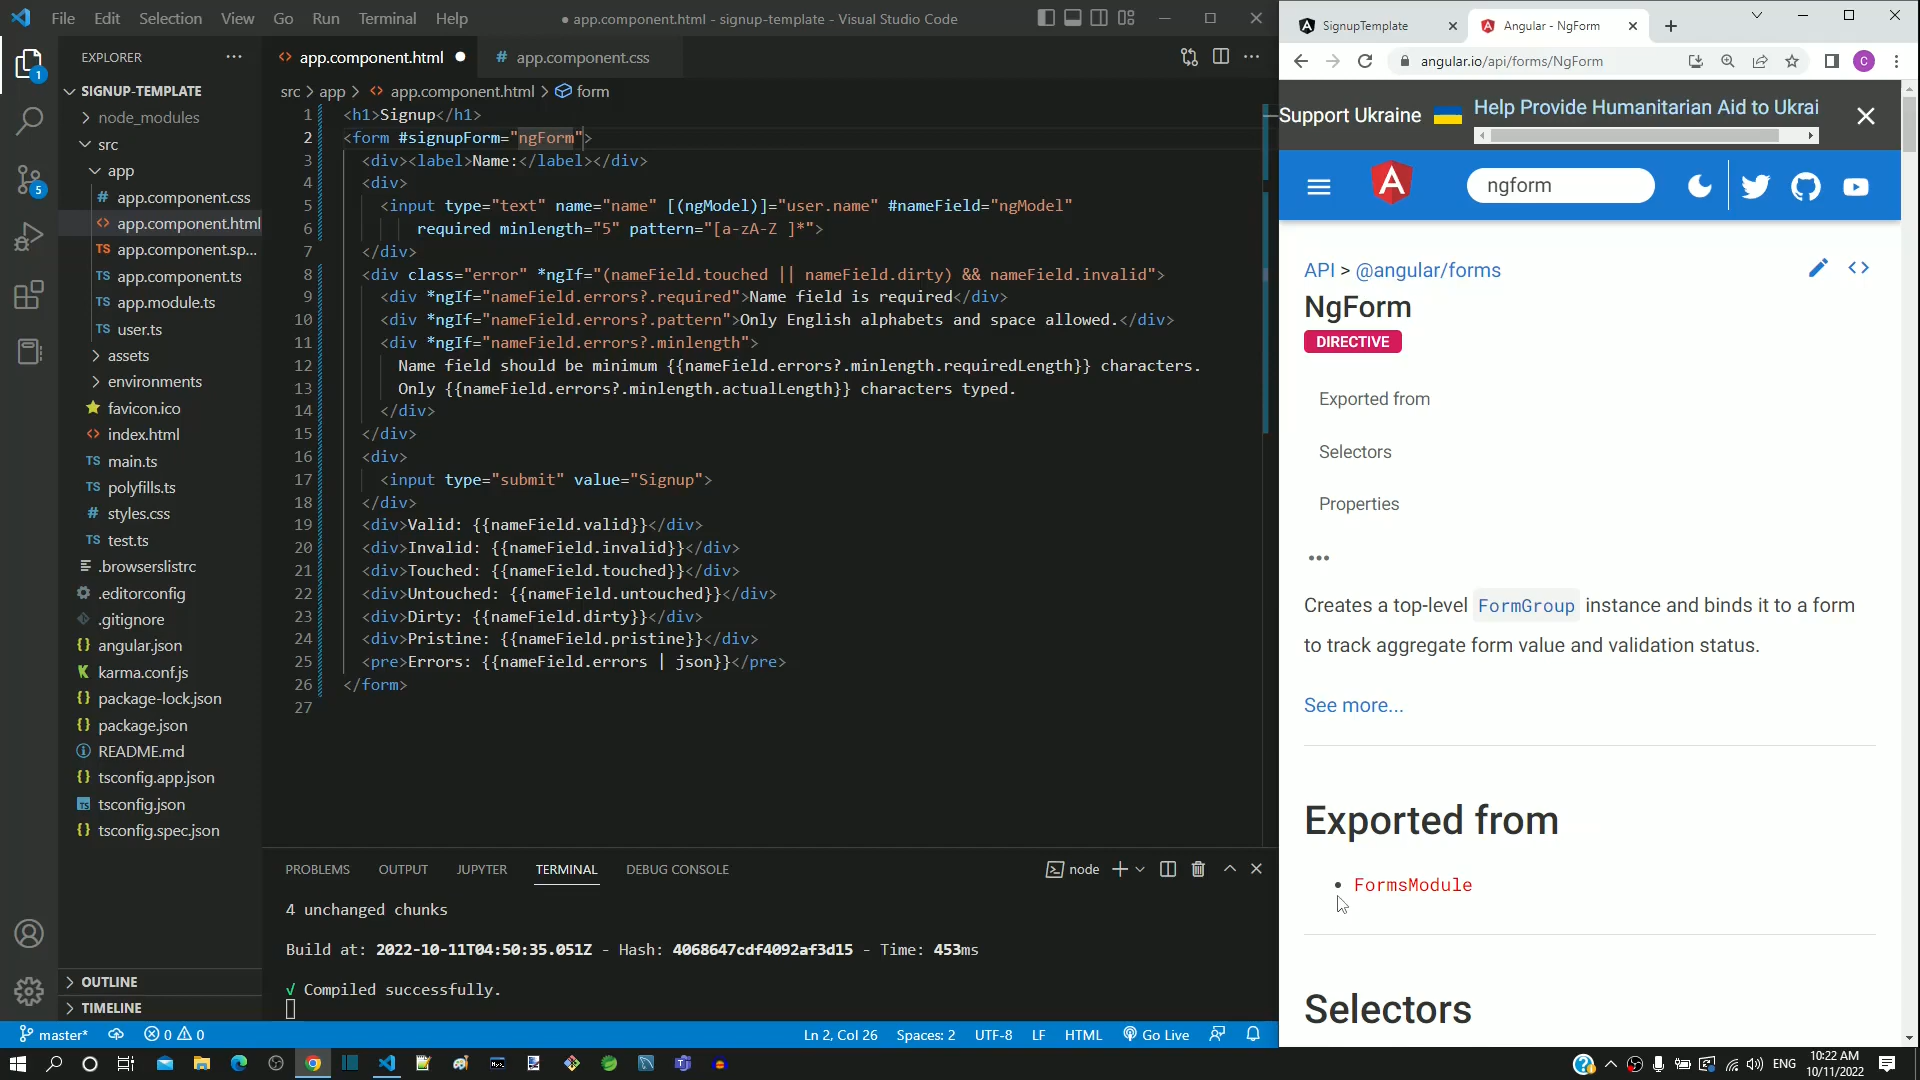 File Edit Selection View Go Run Terminal Help
● app.component.html - signup-template - Visual Studio Code
EXPLORER
SIGNUP-TEMPLATE
node_modules
src
app
# app.component.css
<> app.component.html
TS app.component.sp...
TS app.component.ts
TS app.module.ts
TS user.ts
assets
environments
favicon.ico
<> index.html
TS main.ts
TS polyfills.ts
# styles.css
TS test.ts
.browserslistrc
.editorconfig
.gitignore
{} angular.json
karma.conf.js
{} package-lock.json
{} package.json
README.md
{} tsconfig.app.json
tsconfig.json
{} tsconfig.spec.json
OUTLINE
TIMELINE
1
5
<> app.component.html ●
# app.component.css
src > app > <> app.component.html > form
1 <h1>Signup</h1>
2 <form #signupForm="ngForm">
3 <div><label>Name:</label></div>
4 <div>
5 <input type="text" name="name" [(ngModel)]="user.name" #nameField="ngModel"
6 required minlength="5" pattern="[a-zA-Z ]*">
7 </div>
8 <div class="error" *ngIf="(nameField.touched || nameField.dirty) && nameField.invalid">
9 <div *ngIf="nameField.errors?.required">Name field is required</div>
10 <div *ngIf="nameField.errors?.pattern">Only English alphabets and space allowed.</div>
11 <div *ngIf="nameField.errors?.minlength">
12 Name field should be minimum {{nameField.errors?.minlength.requiredLength}} characters.
13 Only {{nameField.errors?.minlength.actualLength}} characters typed.
14 </div>
15 </div>
16 <div>
17 <input type="submit" value="Signup">
18 </div>
19 <div>Valid: {{nameField.valid}}</div>
20 <div>Invalid: {{nameField.invalid}}</div>
21 <div>Touched: {{nameField.touched}}</div>
22 <div>Untouched: {{nameField.untouched}}</div>
23 <div>Dirty: {{nameField.dirty}}</div>
24 <div>Pristine: {{nameField.pristine}}</div>
25 <pre>Errors: {{nameField.errors | json}}</pre>
26 </form>
27
PROBLEMS OUTPUT JUPYTER TERMINAL DEBUG CONSOLE
node
4 unchanged chunks
Build at: 2022-10-11T04:50:35.051Z - Hash: 4068647cdf4092af3d15 - Time: 453ms
√ Compiled successfully.
master* 0 0
Ln 2, Col 26 Spaces: 2 UTF-8 LF HTML Go Live
SignupTemplate
Angular - NgForm
angular.io/api/forms/NgForm
C
Support Ukraine
Help Provide Humanitarian Aid to Ukrai
A
ngform
API > @angular/forms
NgForm
DIRECTIVE
Exported from
Selectors
Properties
•••
Creates a top-level FormGroup instance and binds it to a form
to track aggregate form value and validation status.
See more...
Exported from
• FormsModule
Selectors
ENG
10:22 AM
10/11/2022